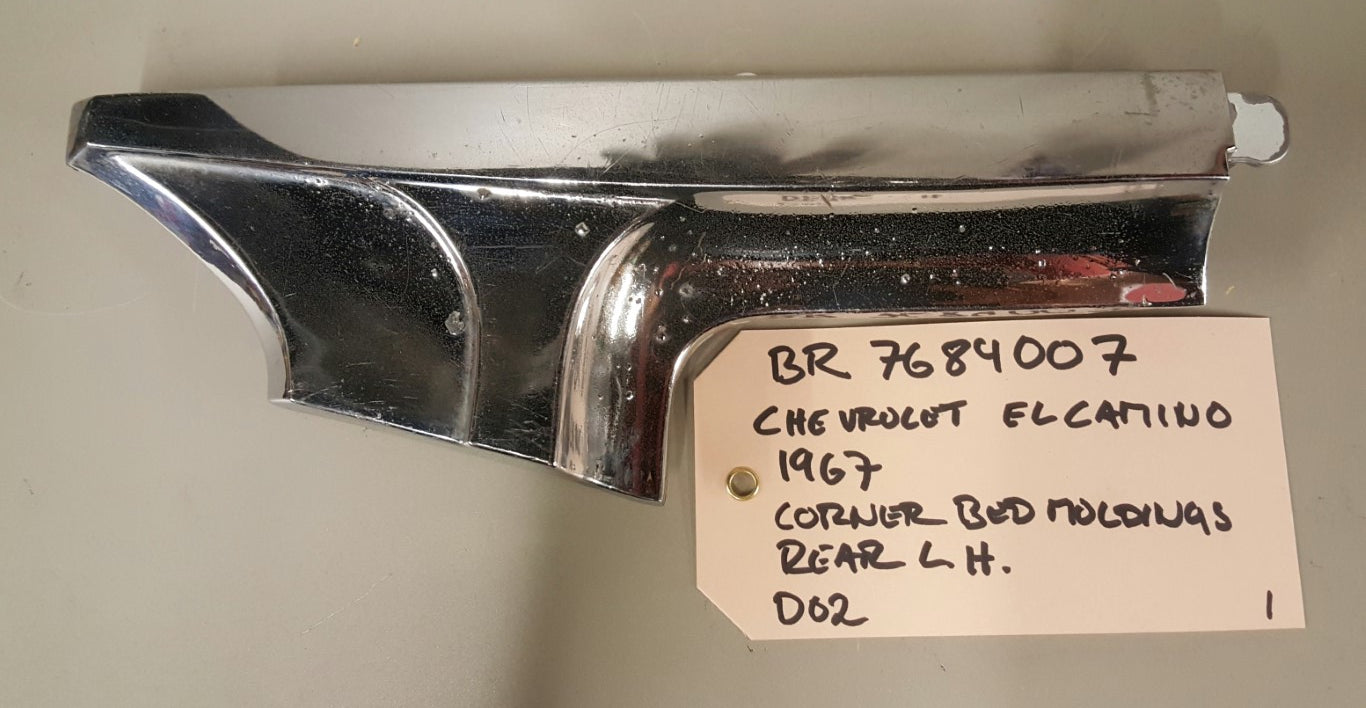 BR 7684007
CHEVROLET ELCAMINO
1967
CORNER BED MOLDINGS
REAR L H.
D02 1